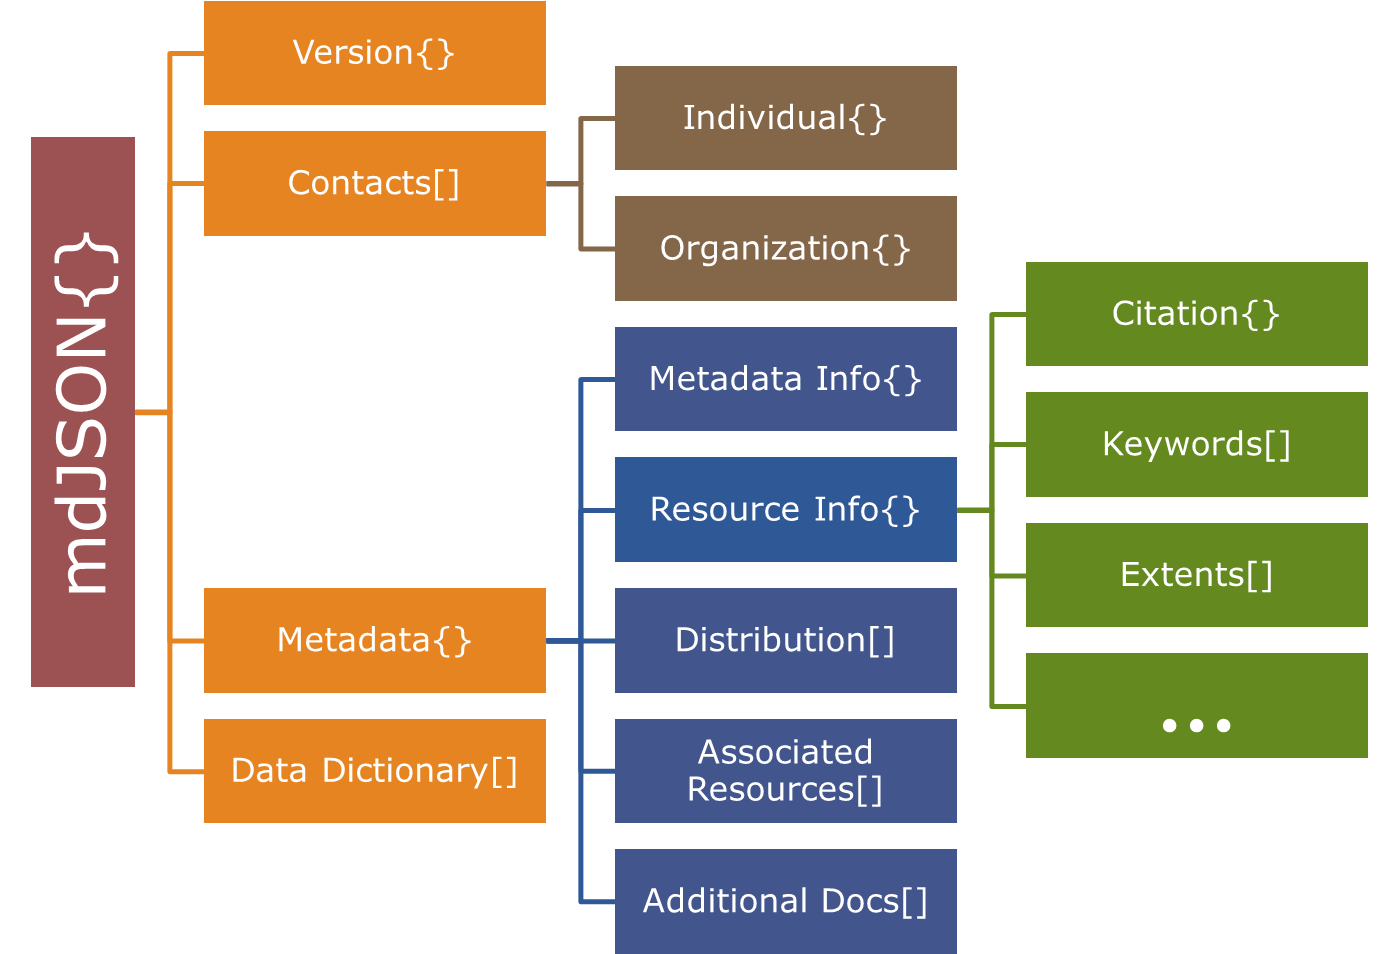 mdJSON{}
Version{}
Contacts[]
Individual{}
Organization{}
Metadata{}
Metadata Info{}
Resource Info{}
Citation{}
Keywords[]
Extents[]
...
Distribution[]
Associated
Resources[]
Additional Docs[]
Data Dictionary[]